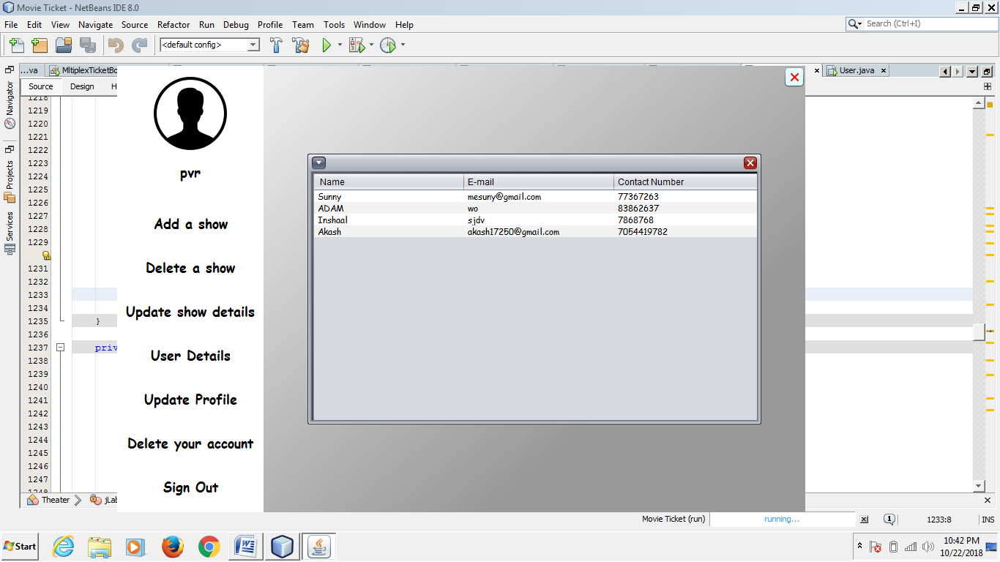 Movie Ticket - NetBeans IDE 8.0
File Edit View Navigate Source Refactor Run Debug Profile Team Tools Window Help
Search (Ctrl+I)
<default config>
...va MltiplexTicketBo User.java
Source Design H
Navigator
Projects
Services
1218
1219
1220
1221
1222
1223
1224
1225
1226
1227
1228
1229
1231
1232
1233
1234
1235 }
1236
1237 priv
1238
1239
1240
1241
1242
1243
1244
1245
1246
1247
1248
pvr
Add a show
Delete a show
Update show details
User Details
Update Profile
Delete your account
Sign Out
Name E-mail Contact Number
Sunny mesuny@gmail.com 77367263
ADAM wo 83862637
Inshaal sjdv 7868768
Akash akash17250@gmail.com 7054419782
Theater jLab
Movie Ticket (run) running... 1 1233:8 INS
Start
10:42 PM
10/22/2018